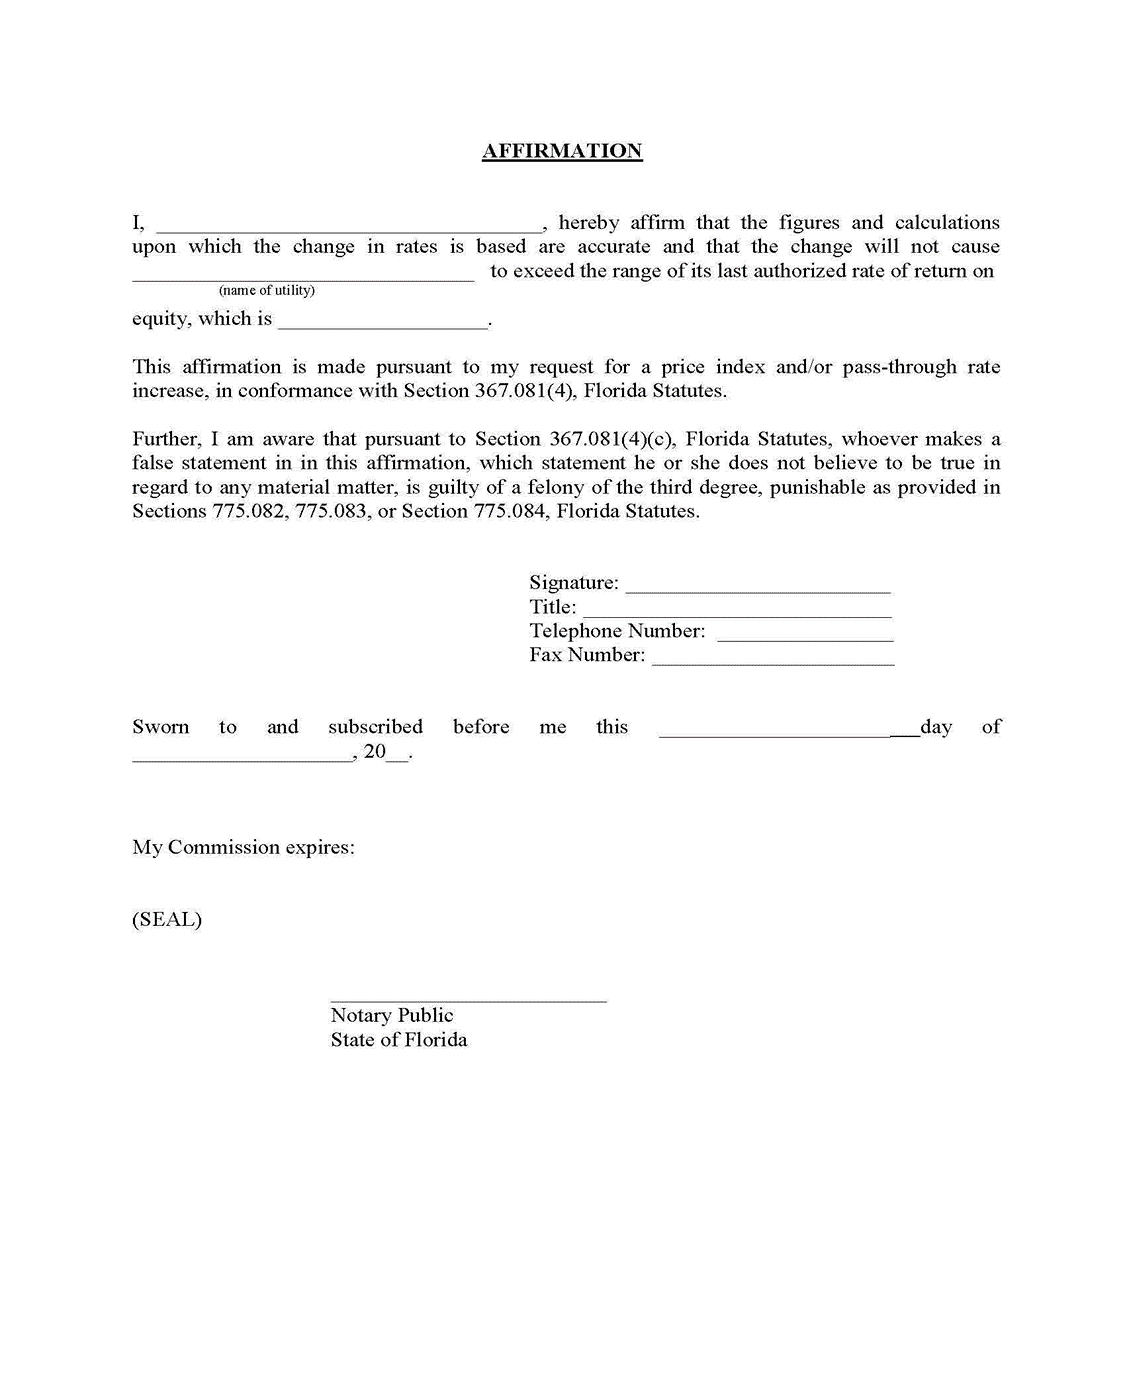 AFFIRMATION
I, ___________________________________, hereby affirm that the figures and calculations
upon which the change in rates is based are accurate and that the change will not cause
_______________________________ to exceed the range of its last authorized rate of return on
(name of utility)
equity, which is ___________________.
This affirmation is made pursuant to my request for a price index and/or pass-through rate
increase, in conformance with Section 367.081(4), Florida Statutes.
Further, I am aware that pursuant to Section 367.081(4)(c), Florida Statutes, whoever makes a
false statement in in this affirmation, which statement he or she does not believe to be true in
regard to any material matter, is guilty of a felony of the third degree, punishable as provided in
Sections 775.082, 775.083, or Section 775.084, Florida Statutes.
Signature: ________________________
Title: ____________________________
Telephone Number: ________________
Fax Number: ______________________
Sworn to and subscribed before me this ________________________day of
____________________, 20__.
My Commission expires:
(SEAL)
_________________________
Notary Public
State of Florida